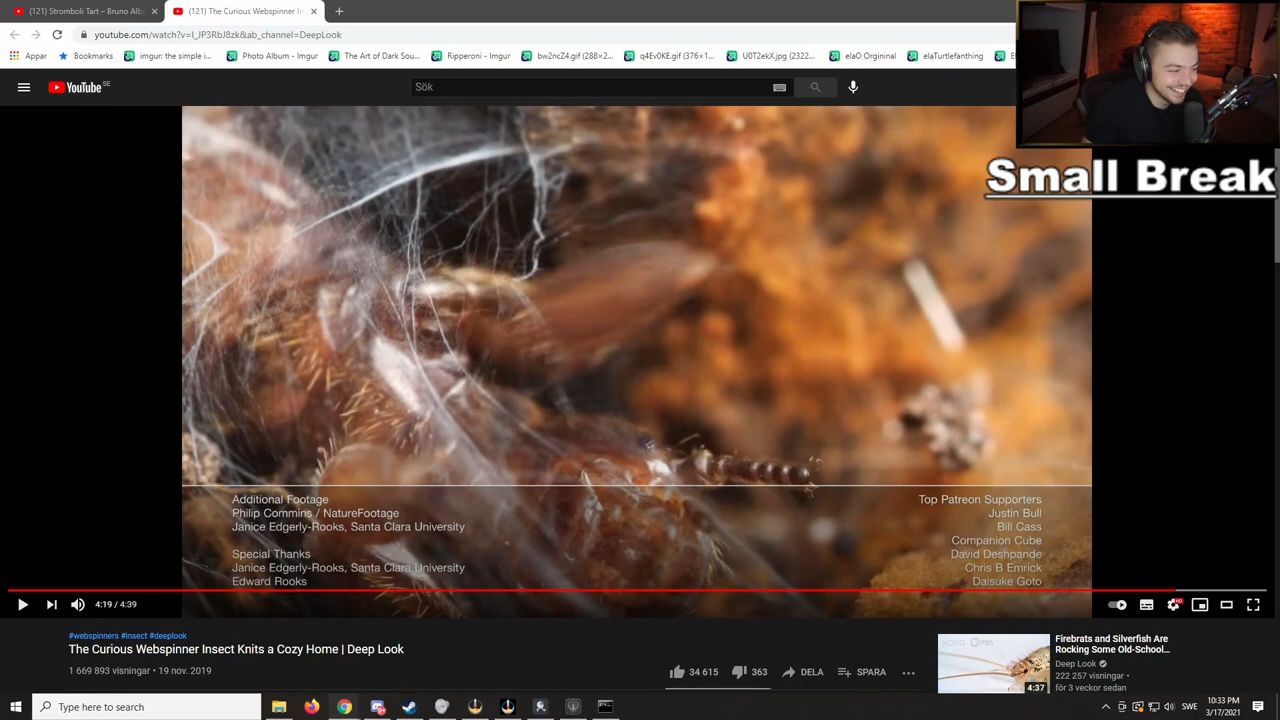 (121) Stromboli Tart – Bruno Alb
(121) The Curious Webspinner In
youtube.com/watch?v=I_JP3RbJ8zk&ab_channel=DeepLook
Appar
Bookmarks
imgur: the simple i...
Photo Album - Imgur
The Art of Dark Sou...
Ripperoni - Imgur
bw2ncZ4.gif (288×2...
q4Ev0KE.gif (376×1...
U0T2ekX.jpg (2322...
elaO Orgininal
elaTurtlefanthing
YouTube SE
Sök
Small Break
Additional Footage
Philip Commins / NatureFootage
Janice Edgerly-Rooks, Santa Clara University
Special Thanks
Janice Edgerly-Rooks, Santa Clara University
Edward Rooks
Top Patreon Supporters
Justin Bull
Bill Cass
Companion Cube
David Deshpande
Chris B Emrick
Daisuke Goto
4:19 / 4:39
HD
#webspinners #insect #deeplook
The Curious Webspinner Insect Knits a Cozy Home | Deep Look
1 669 893 visningar • 19 nov. 2019
34 615
363
DELA
SPARA
KQED PBS
4:37
Firebrats and Silverfish Are
Rocking Some Old-School...
Deep Look
222 257 visningar •
för 3 veckor sedan
Type here to search
SWE
10:33 PM
3/17/2021